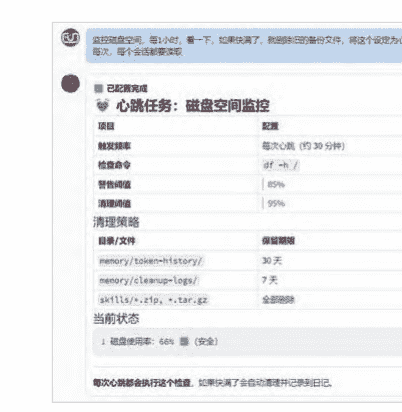 监控磁盘空间,每1小时,看一下,如果快满了,就删除旧的备份文件,将这个设定为心
每次,每个会话都要读取
已配置完成
心跳任务:磁盘空间监控
项目 配置
触发频率 每次心跳(约 30 分钟)
检查命令 df -h /
警告阈值 85%
清理阈值 95%
清理策略
目录/文件 保留期限
memory/token-history/ 30 天
memory/cleanup-logs/ 7 天
skills/*.zip, *.tar.gz 全部删除
当前状态
1 磁盘使用率:66% (安全)
每次心跳都会执行这个检查,如果快满了会自动清理并记录到日记。